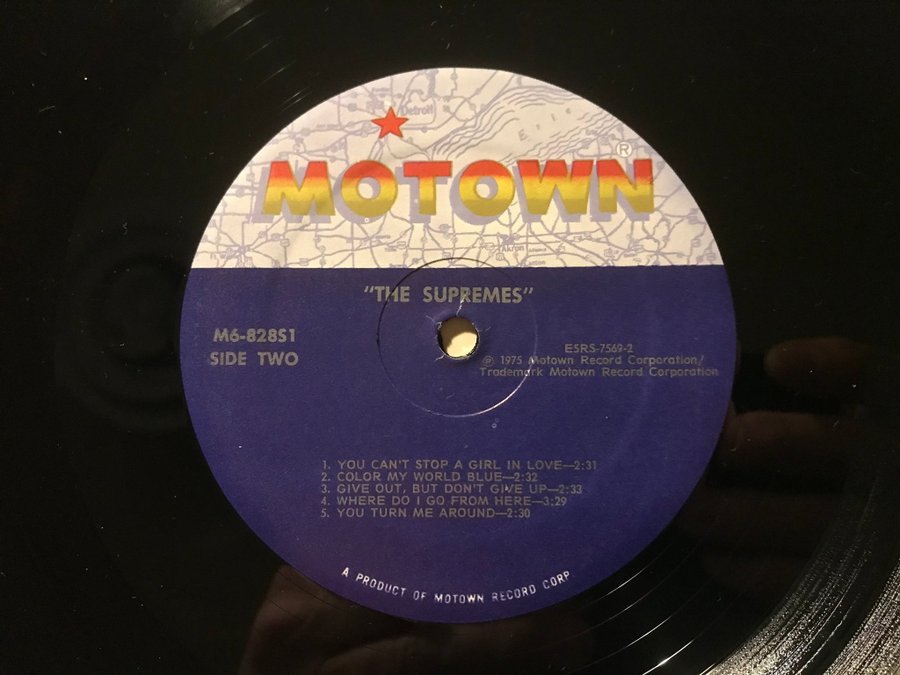 Detroit
Erie
®
MOTOWN
Akron
"THE SUPREMES"
M6-828S1
SIDE TWO
ESRS-7569-2
℗ 1975 Motown Record Corporation/
Trademark Motown Record Corporation
1. YOU CAN'T STOP A GIRL IN LOVE—2:31
2. COLOR MY WORLD BLUE—2:32
3. GIVE OUT, BUT DON'T GIVE UP—2:33
4. WHERE DO I GO FROM HERE—3:29
5. YOU TURN ME AROUND—2:30
A PRODUCT OF MOTOWN RECORD CORP